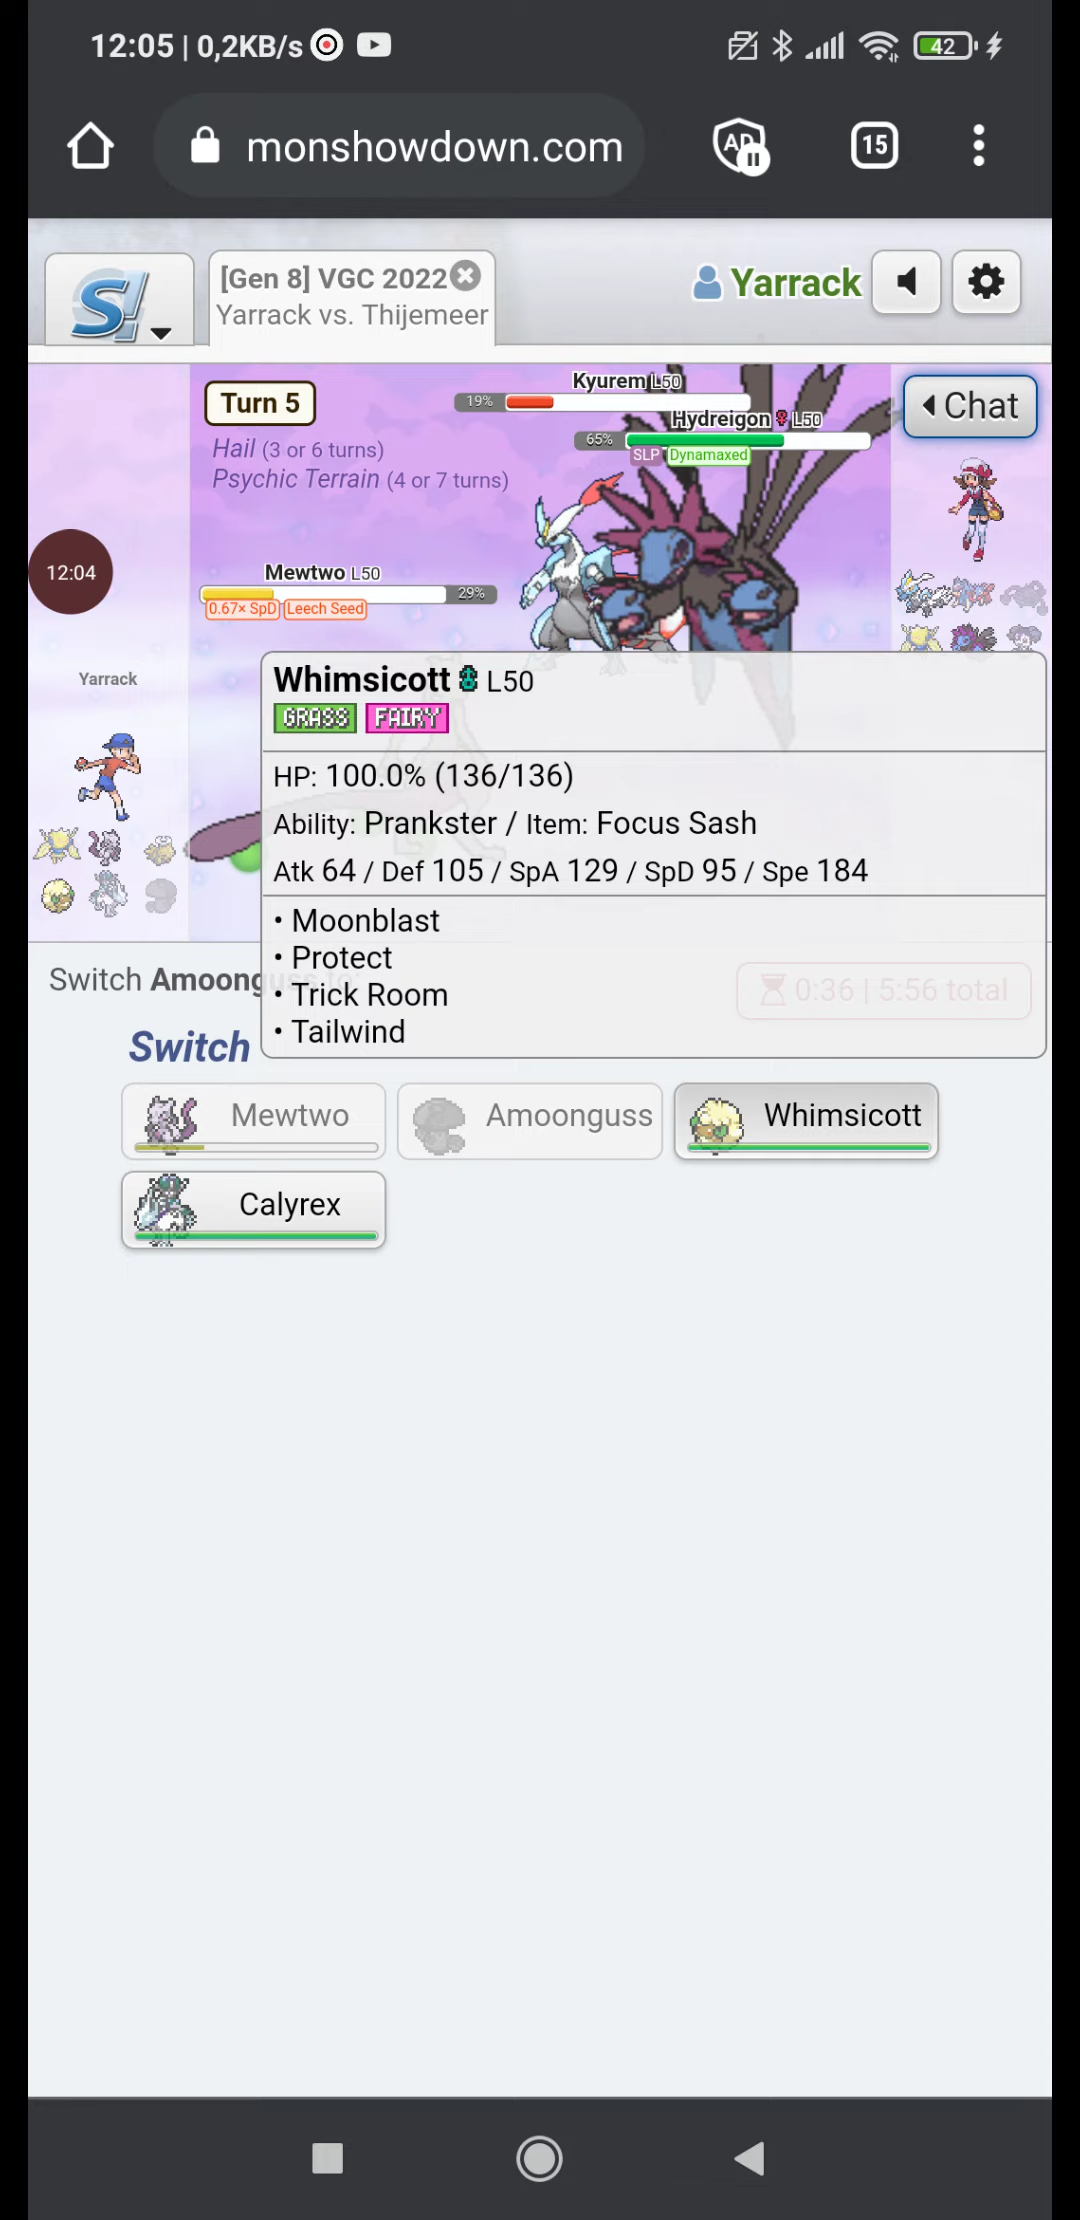 12:05 | 0,2KB/s
42
monshowdown.com
AD
15
S!
[Gen 8] VGC 2022
Yarrack vs. Thijemeer
Yarrack
Turn 5
Kyurem L50
19%
Hydreigon L50
65%
SLP Dynamaxed
Chat
Hail (3 or 6 turns)
Psychic Terrain (4 or 7 turns)
12:04
Mewtwo L50
29%
0.67× SpD Leech Seed
Yarrack
Whimsicott L50
GRASS FAIRY
HP: 100.0% (136/136)
Ability: Prankster / Item: Focus Sash
Atk 64 / Def 105 / SpA 129 / SpD 95 / Spe 184
• Moonblast
• Protect
• Trick Room
• Tailwind
Switch Amoonguss to:
0:36 | 5:56 total
Switch
Mewtwo
Amoonguss
Whimsicott
Calyrex